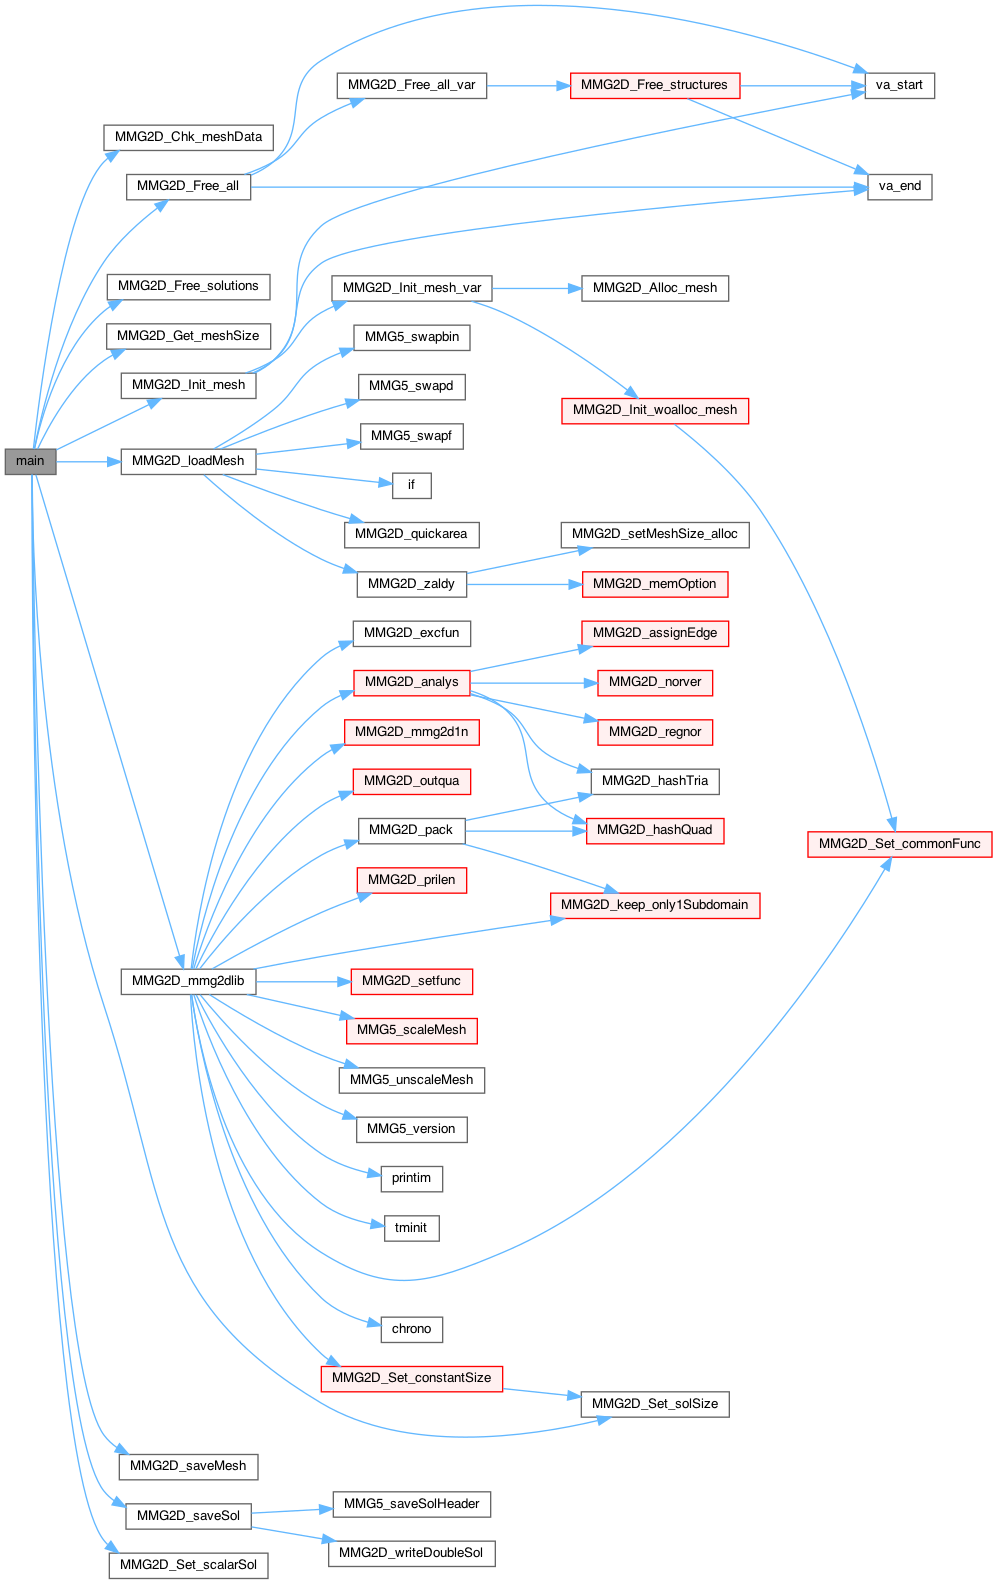 MMG2D_Free_all_var
MMG2D_Free_structures
va_start
MMG2D_Chk_meshData
MMG2D_Free_all
va_end
MMG2D_Free_solutions
MMG2D_Init_mesh_var
MMG2D_Alloc_mesh
MMG2D_Get_meshSize
MMG5_swapbin
MMG2D_Init_mesh
MMG5_swapd
MMG2D_Init_woalloc_mesh
MMG5_swapf
main
MMG2D_loadMesh
if
MMG2D_quickarea
MMG2D_setMeshSize_alloc
MMG2D_zaldy
MMG2D_memOption
MMG2D_excfun
MMG2D_assignEdge
MMG2D_analys
MMG2D_norver
MMG2D_mmg2d1n
MMG2D_regnor
MMG2D_outqua
MMG2D_hashTria
MMG2D_pack
MMG2D_hashQuad
MMG2D_Set_commonFunc
MMG2D_prilen
MMG2D_keep_only1Subdomain
MMG2D_mmg2dlib
MMG2D_setfunc
MMG5_scaleMesh
MMG5_unscaleMesh
MMG5_version
printim
tminit
chrono
MMG2D_Set_constantSize
MMG2D_Set_solSize
MMG2D_saveMesh
MMG5_saveSolHeader
MMG2D_saveSol
MMG2D_writeDoubleSol
MMG2D_Set_scalarSol